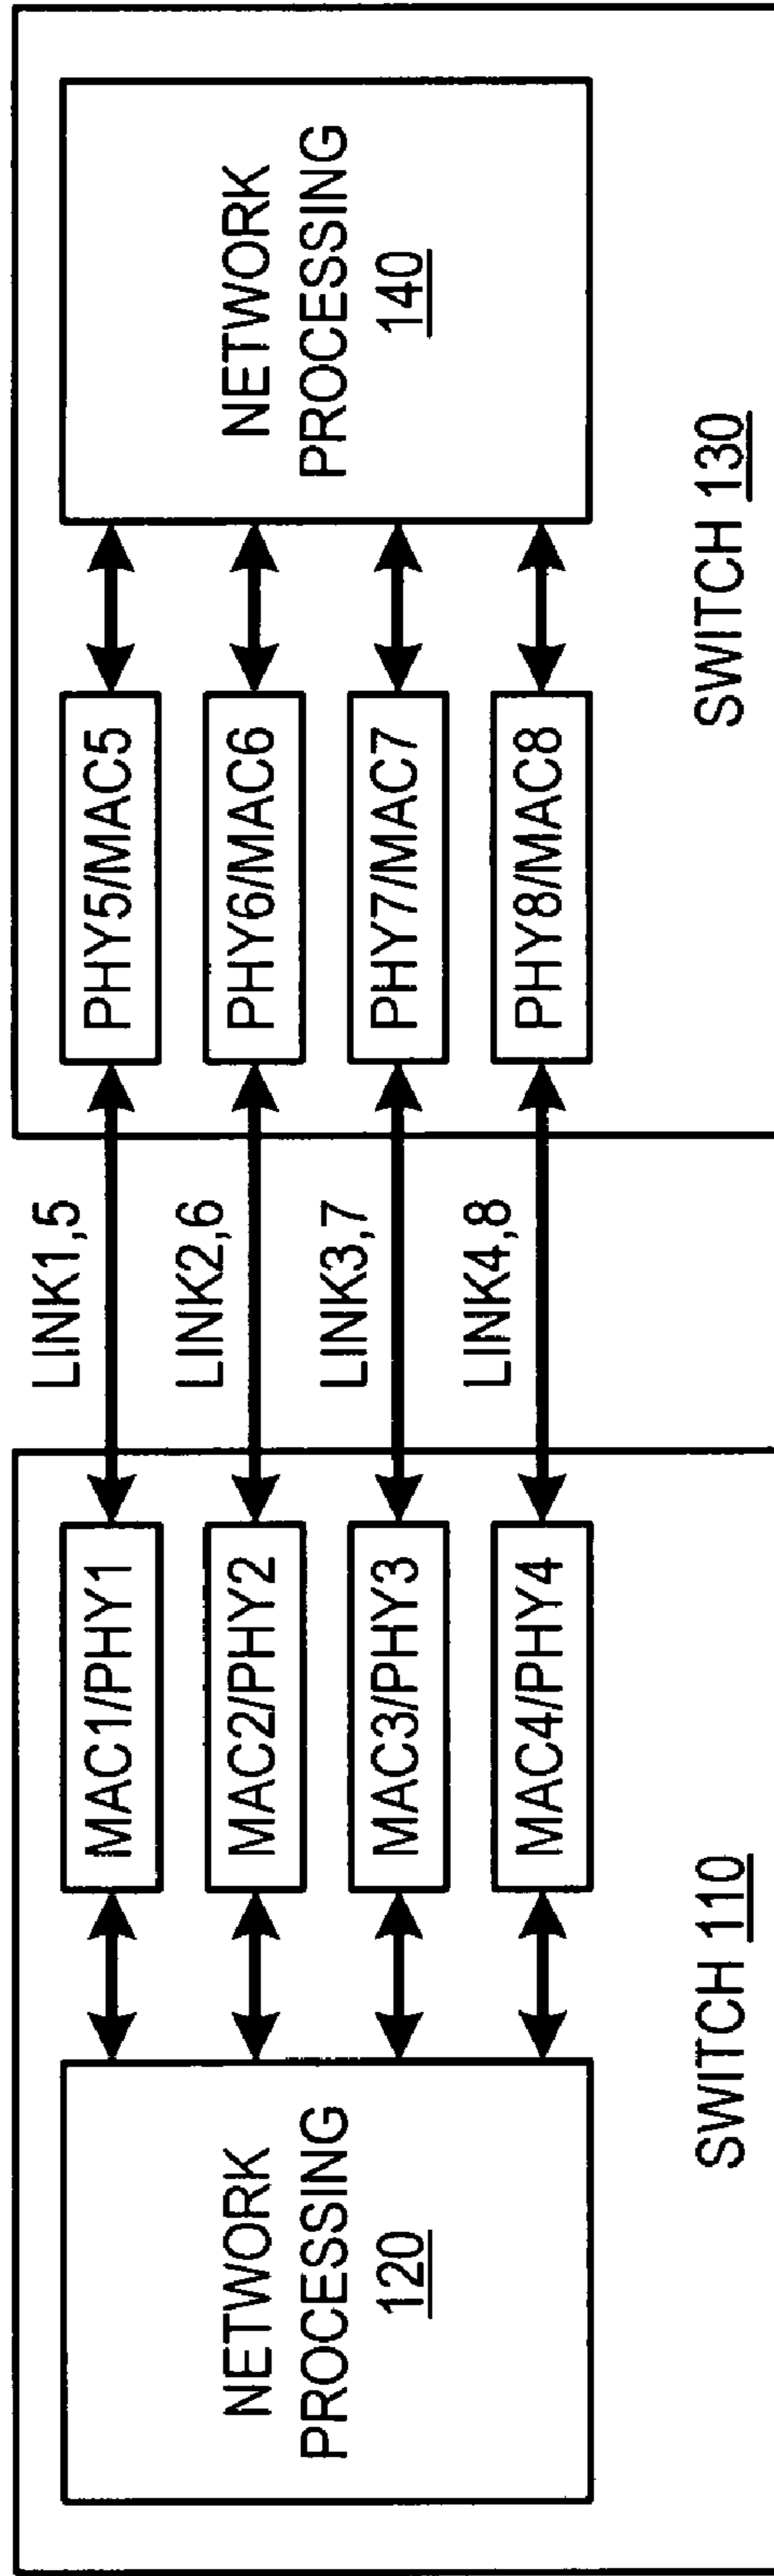 NETWORK
PROCESSING
120
MAC1/PHY1
MAC2/PHY2
MAC3/PHY3
MAC4/PHY4
SWITCH 110
LINK1,5
LINK2,6
LINK3,7
LINK4,8
PHY5/MAC5
PHY6/MAC6
PHY7/MAC7
PHY8/MAC8
NETWORK
PROCESSING
140
SWITCH 130